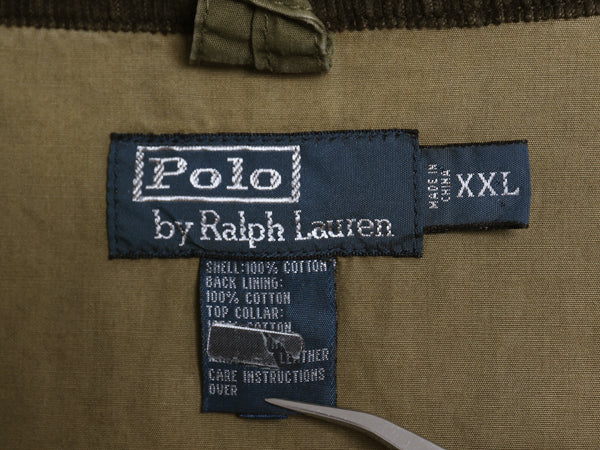 Polo
by Ralph Lauren
MADE IN
CHINA
XXL
SHELL:100% COTTON
BACK LINING:
100% COTTON
TOP COLLAR:
100% COTTON
LEATHER
CARE INSTRUCTIONS
OVER